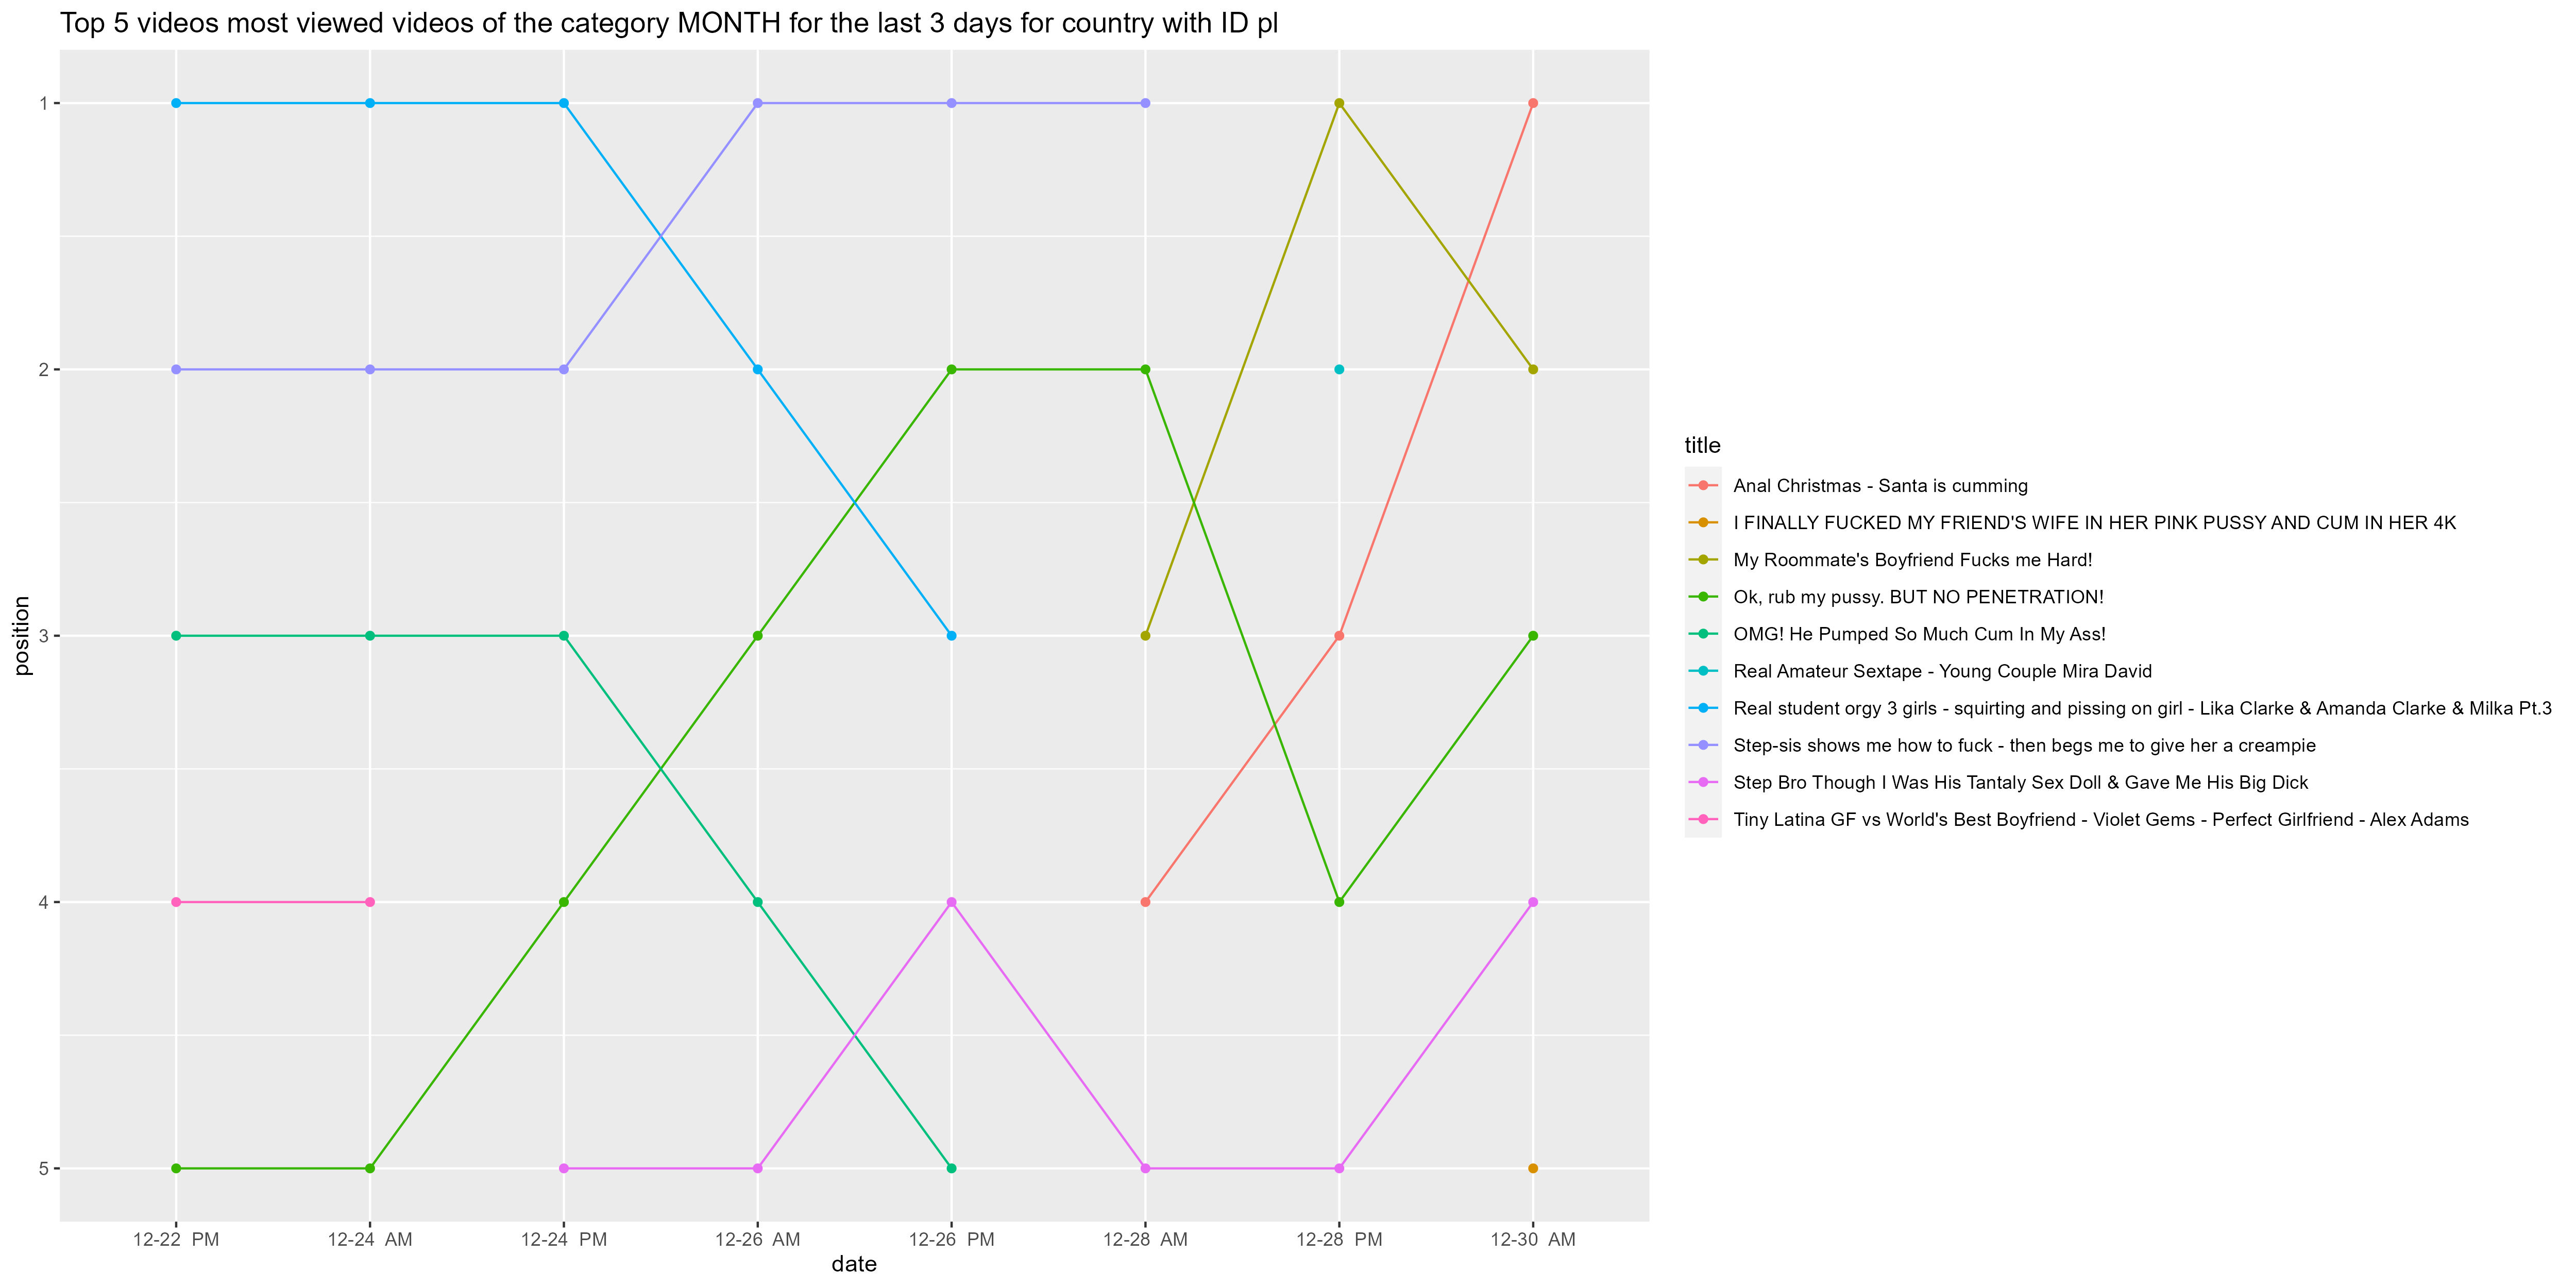 Top 5 videos most viewed videos of the category MONTH for the last 3 days for country with ID pl
1
2
3
4
5
position
12-22  PM
12-24  AM
12-24  PM
12-26  AM
12-26  PM
12-28  AM
12-28  PM
12-30  AM
date
title
Anal Christmas - Santa is cumming
I FINALLY FUCKED MY FRIEND'S WIFE IN HER PINK PUSSY AND CUM IN HER 4K
My Roommate's Boyfriend Fucks me Hard!
Ok, rub my pussy. BUT NO PENETRATION!
OMG! He Pumped So Much Cum In My Ass!
Real Amateur Sextape - Young Couple Mira David
Real student orgy 3 girls - squirting and pissing on girl - Lika Clarke & Amanda Clarke & Milka Pt.3
Step-sis shows me how to fuck - then begs me to give her a creampie
Step Bro Though I Was His Tantaly Sex Doll & Gave Me His Big Dick
Tiny Latina GF vs World's Best Boyfriend - Violet Gems - Perfect Girlfriend - Alex Adams